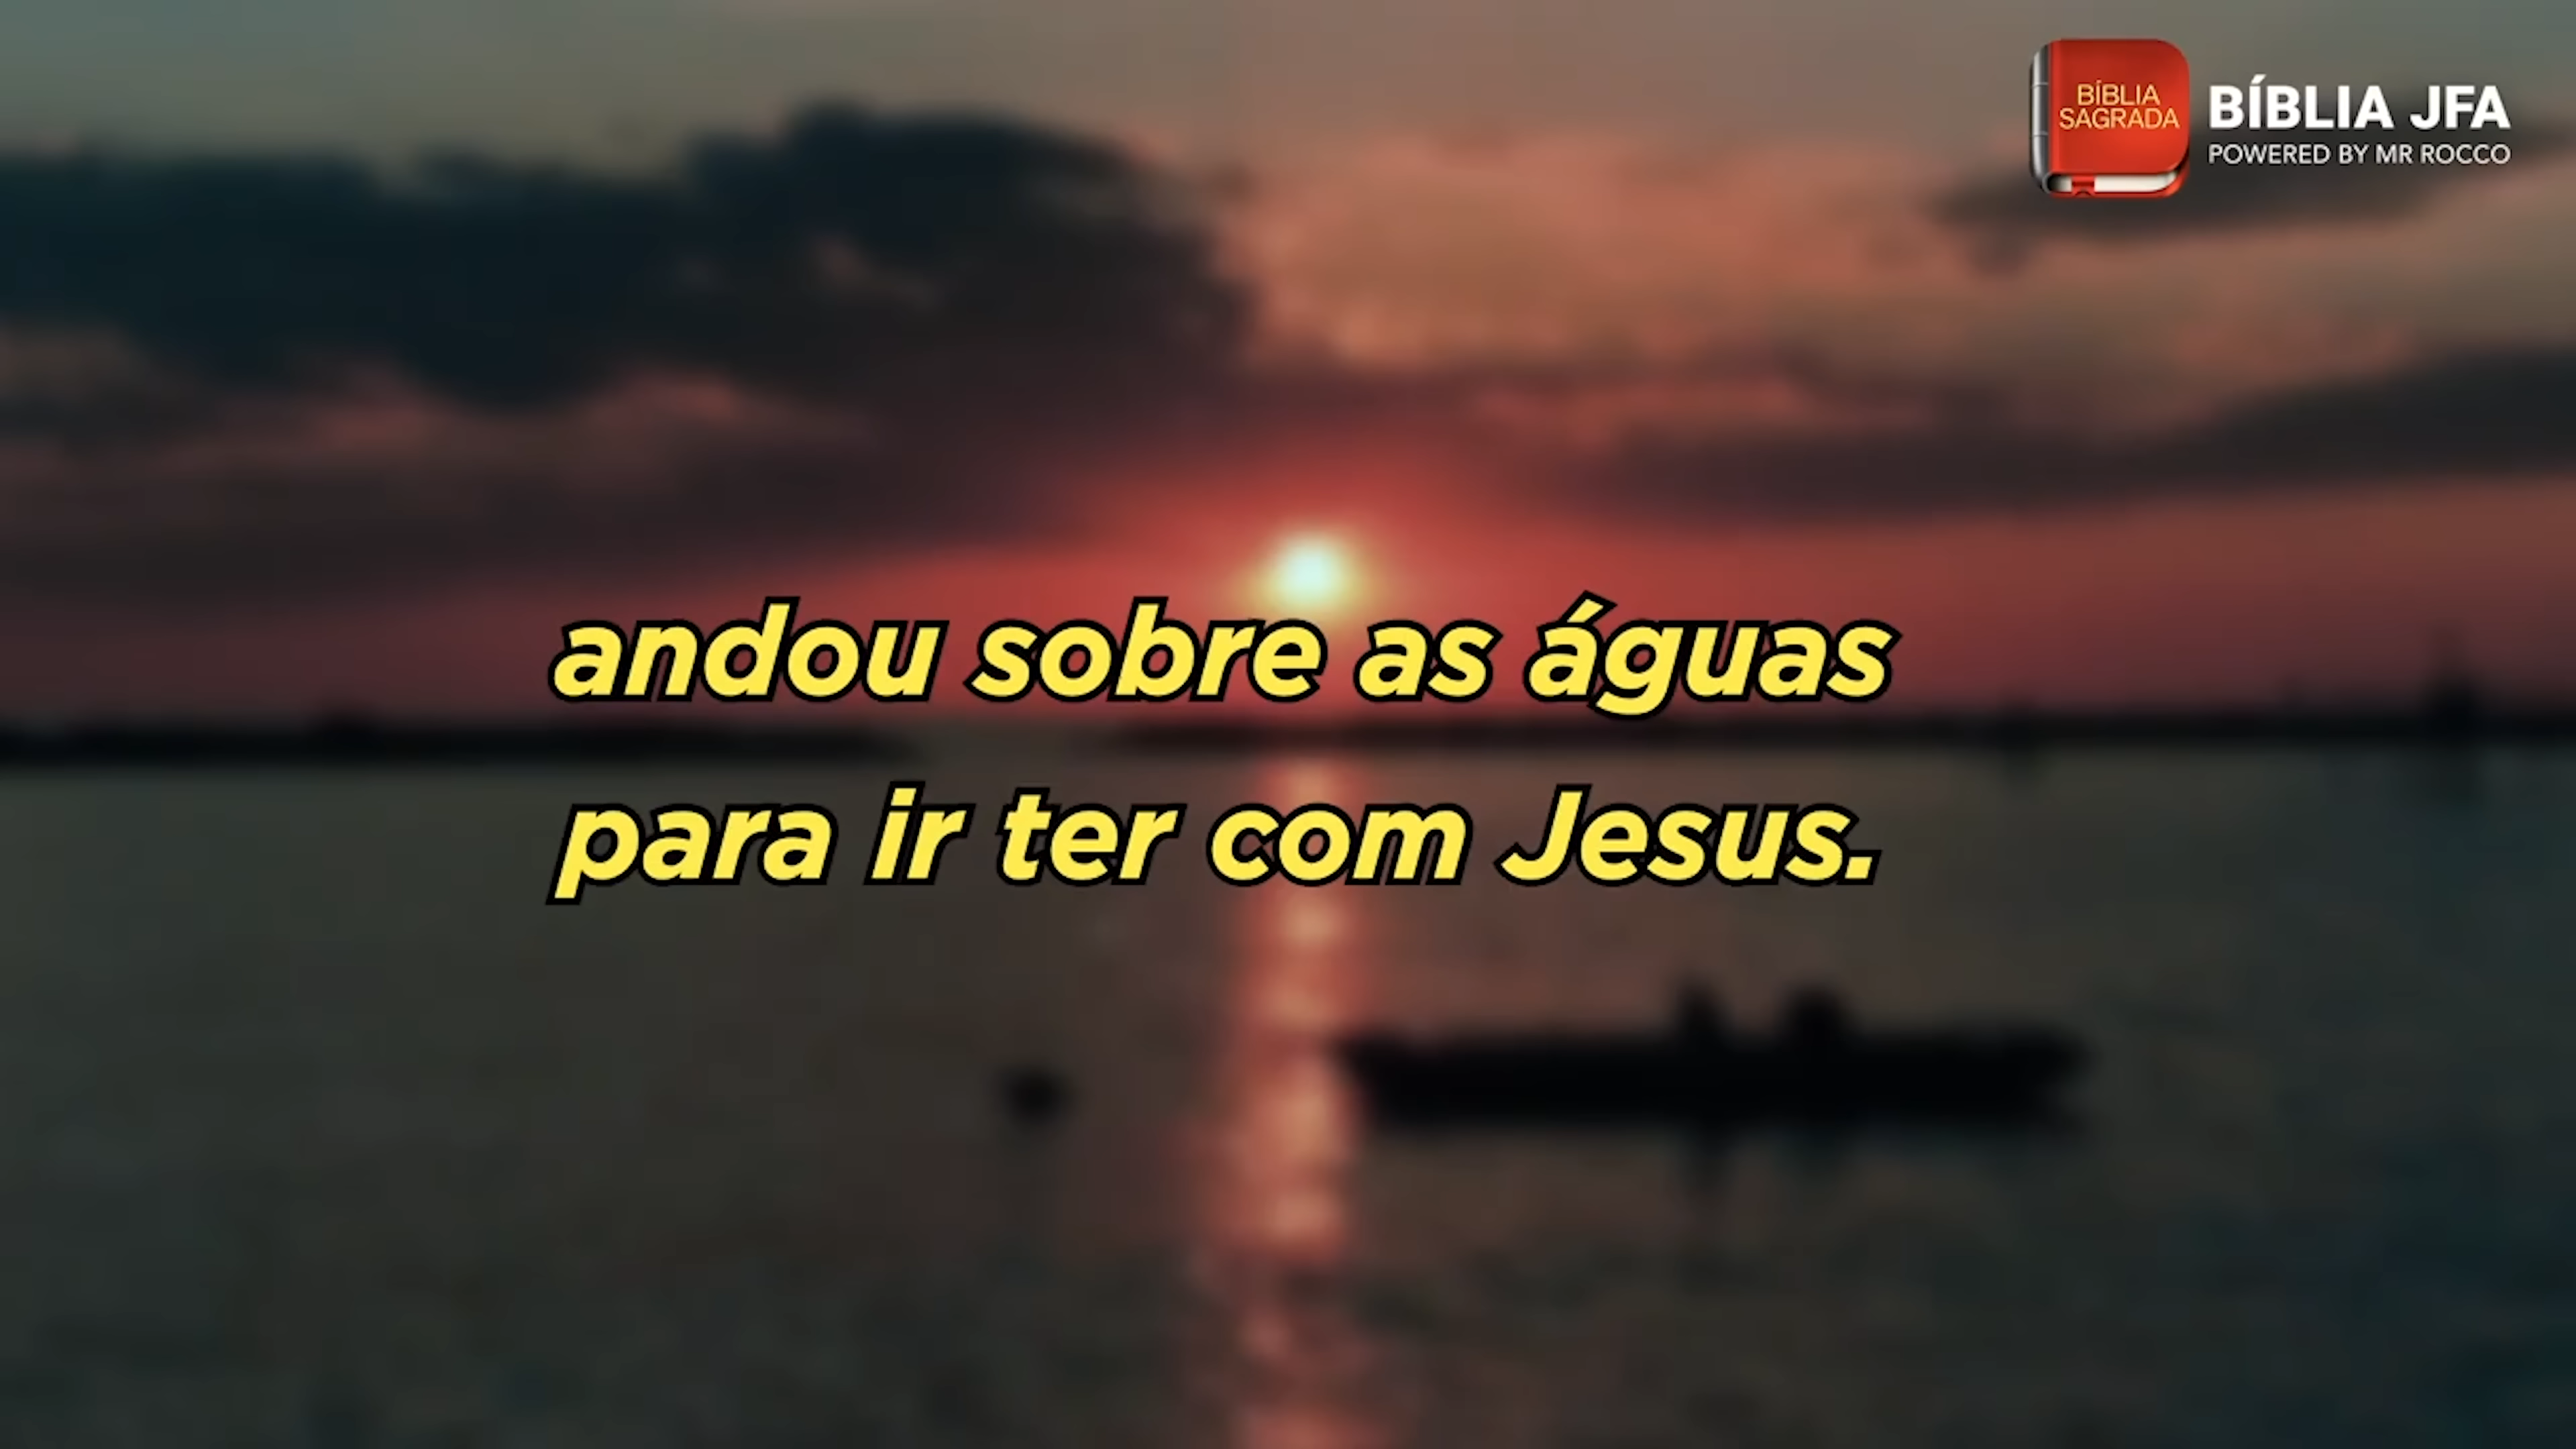 BÍBLIA
SAGRADA
BÍBLIA JFA
POWERED BY MR ROCCO
andou sobre as águas
para ir ter com Jesus.